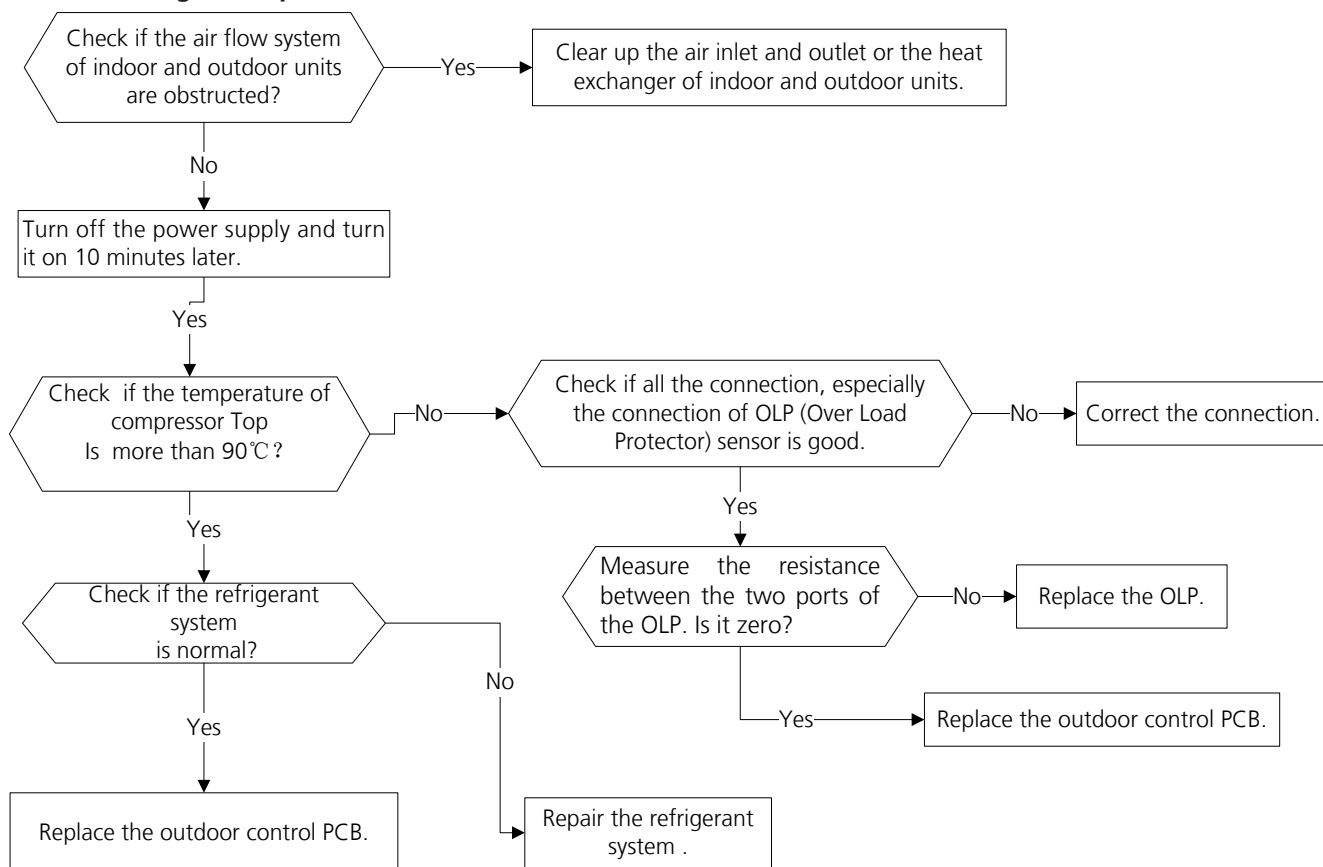 Check if the air flow system
of indoor and outdoor units
are obstructed?
Yes
Clear up the air inlet and outlet or the heat
exchanger of indoor and outdoor units.
No
Turn off the power supply and turn
it on 10 minutes later.
Yes
Check if the temperature of
compressor Top
Is more than 90℃?
No
Check if all the connection, especially
the connection of OLP (Over Load
Protector) sensor is good.
No
Correct the connection.
Yes
Yes
Measure the resistance
between the two ports of
the OLP. Is it zero?
No
Replace the OLP.
Check if the refrigerant
system
is normal?
No
Yes
Yes
Replace the outdoor control PCB.
Replace the outdoor control PCB.
Repair the refrigerant
system .